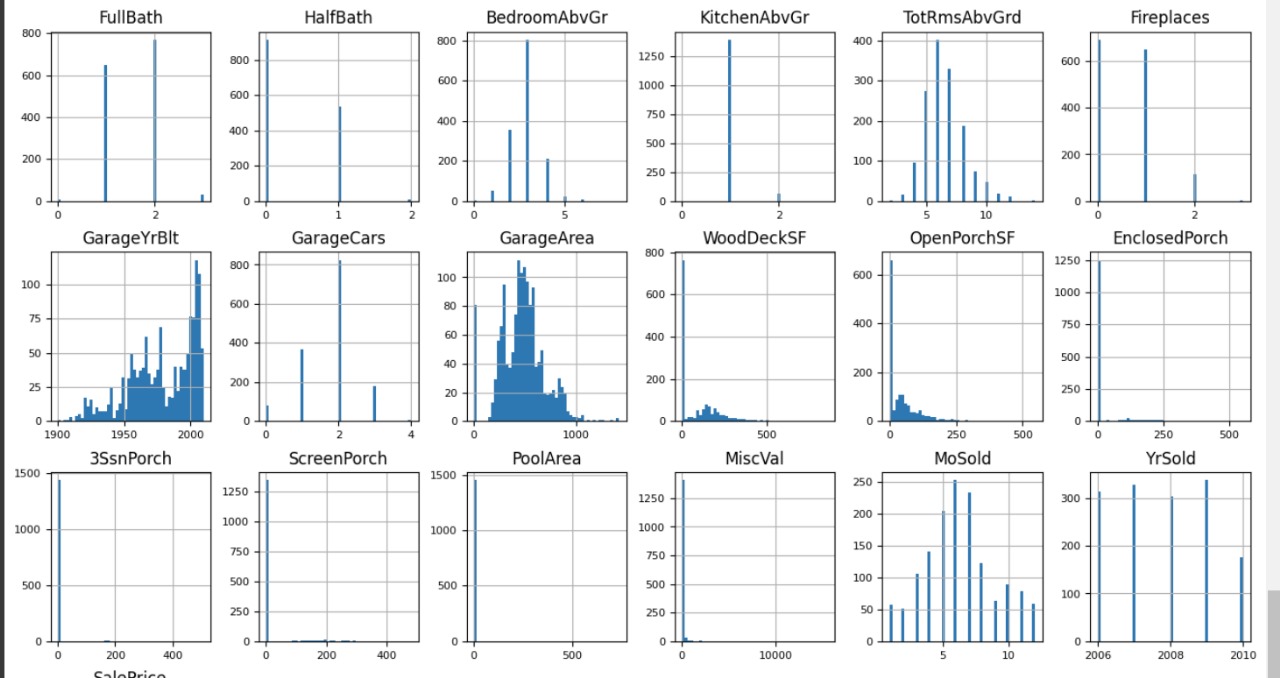 FullBath HalfBath BedroomAbvGr KitchenAbvGr TotRmsAbvGrd Fireplaces
800 600 400 200 0
0 2
800 600 400 200 0
0 1 2
800 600 400 200 0
0 5
1250 1000 750 500 250 0
0 2
400 300 200 100 0
5 10
600 400 200 0
0 2
GarageYrBlt GarageCars GarageArea WoodDeckSF OpenPorchSF EnclosedPorch
100 75 50 25 0
1900 1950 2000
800 600 400 200 0
0 2 4
100 80 60 40 20 0
0 1000
800 600 400 200 0
0 500
600 400 200 0
0 250 500
1250 1000 750 500 250 0
0 250 500
3SsnPorch ScreenPorch PoolArea MiscVal MoSold YrSold
1500 1000 500 0
0 200 400
1250 1000 750 500 250 0
0 200 400
1500 1000 500 0
0 500
1250 1000 750 500 250 0
0 10000
250 200 150 100 50 0
5 10
300 200 100 0
2006 2008 2010
SalePrice